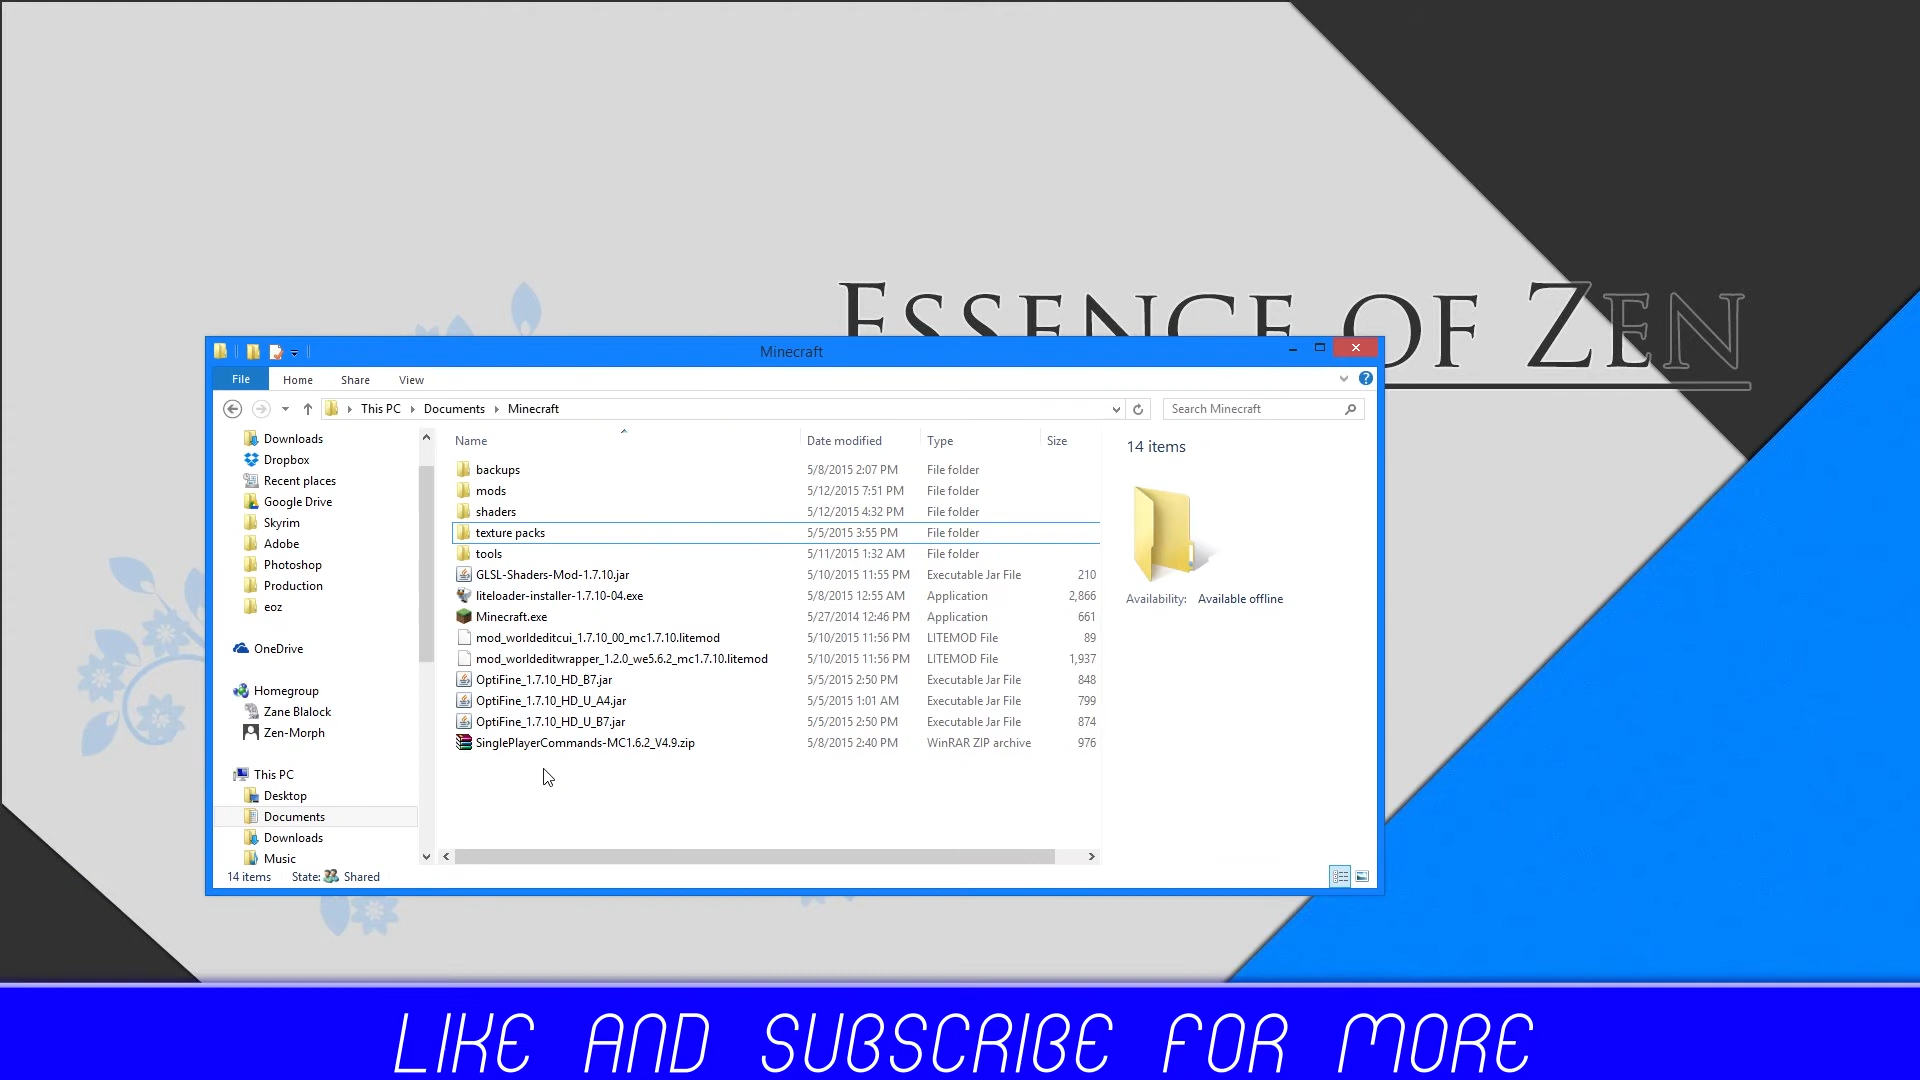 ESSENCE OF ZEN
Minecraft
File Home Share View
This PC Documents Minecraft
Search Minecraft
Downloads
Dropbox
Recent places
Google Drive
Skyrim
Adobe
Photoshop
Production
eoz
OneDrive
Homegroup
Zane Blalock
Zen-Morph
This PC
Desktop
Documents
Downloads
Music
Name Date modified Type Size
backups 5/8/2015 2:07 PM File folder
mods 5/12/2015 7:51 PM File folder
shaders 5/12/2015 4:32 PM File folder
texture packs 5/5/2015 3:55 PM File folder
tools 5/11/2015 1:32 AM File folder
GLSL-Shaders-Mod-1.7.10.jar 5/10/2015 11:55 PM Executable Jar File 210
liteloader-installer-1.7.10-04.exe 5/8/2015 12:55 AM Application 2,866
Minecraft.exe 5/27/2014 12:46 PM Application 661
mod_worldeditcui_1.7.10_00_mc1.7.10.litemod 5/10/2015 11:56 PM LITEMOD File 89
mod_worldeditwrapper_1.2.0_we5.6.2_mc1.7.10.litemod 5/10/2015 11:56 PM LITEMOD File 1,937
OptiFine_1.7.10_HD_B7.jar 5/5/2015 2:50 PM Executable Jar File 848
OptiFine_1.7.10_HD_U_A4.jar 5/5/2015 1:01 AM Executable Jar File 799
OptiFine_1.7.10_HD_U_B7.jar 5/5/2015 2:50 PM Executable Jar File 874
SinglePlayerCommands-MC1.6.2_V4.9.zip 5/8/2015 2:40 PM WinRAR ZIP archive 976
14 items
Availability: Available offline
14 items State: Shared
LIKE AND SUBSCRIBE FOR MORE